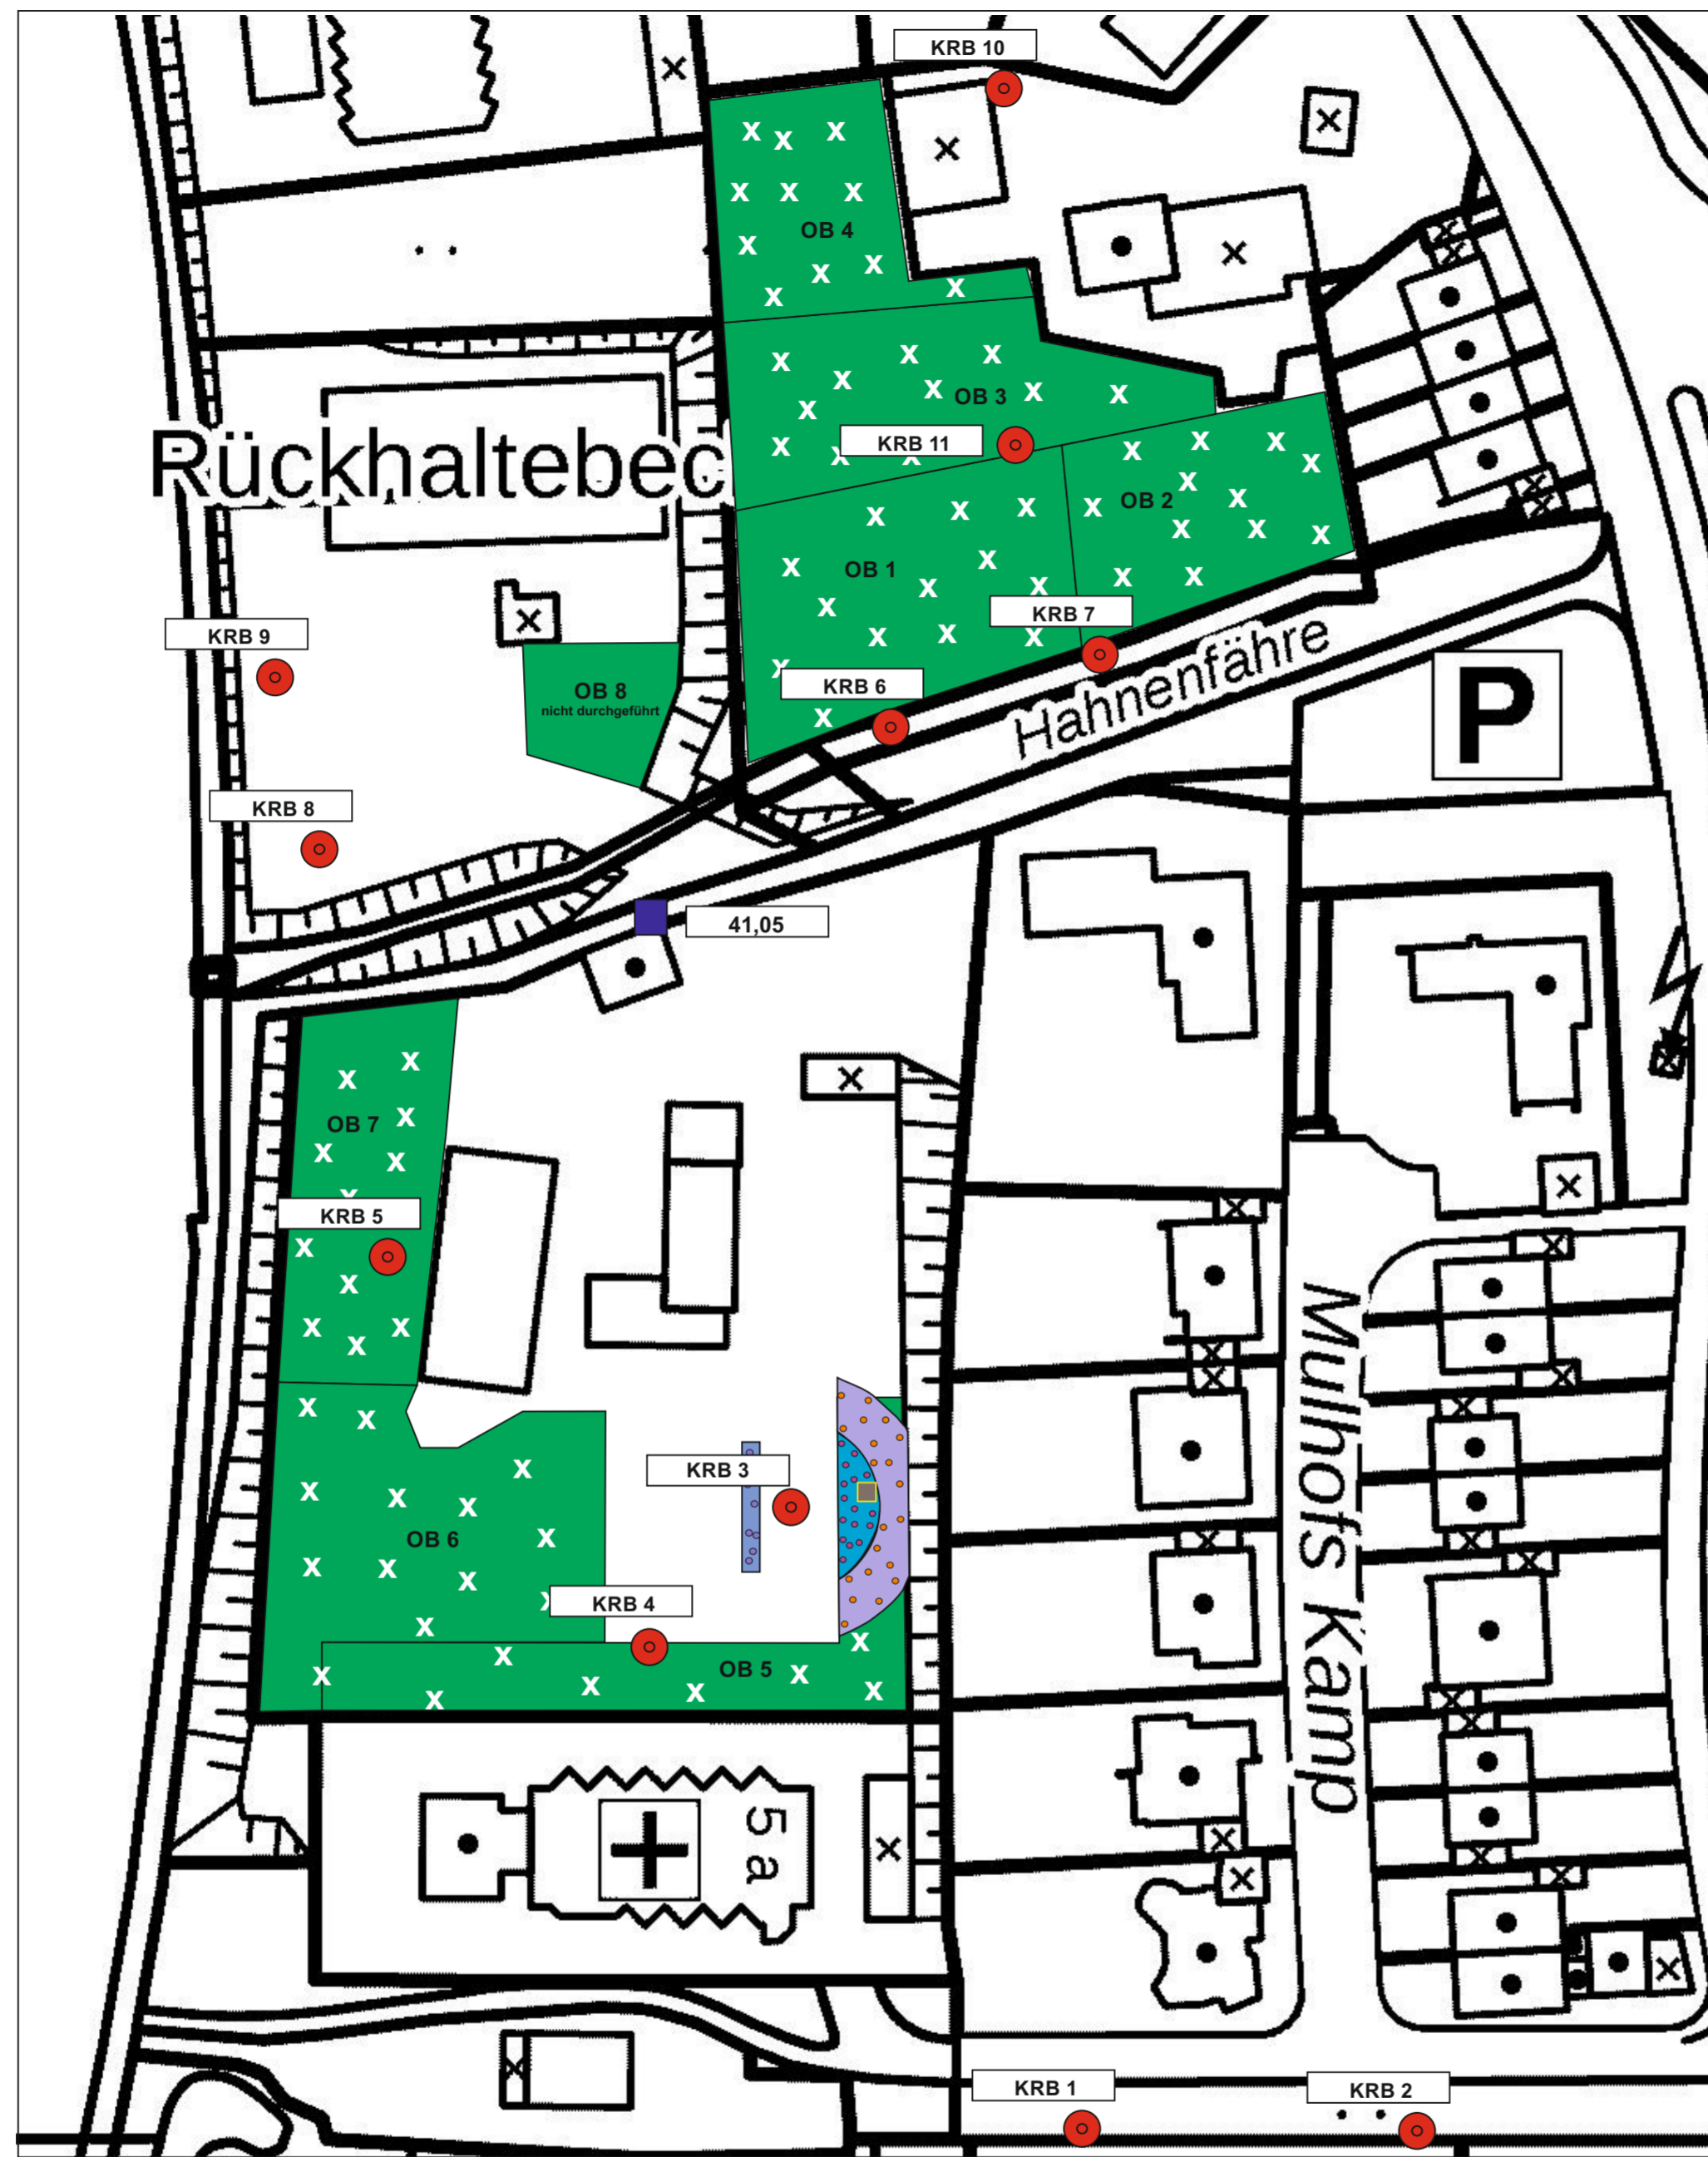 KRB 10
OB 4
OB 3
KRB 11
Rückhaltebec
OB 2
OB 1
KRB 7
KRB 9
Hahnenfähre
KRB 6
OB 8
nicht durchgeführt
P
KRB 8
41,05
OB 7
KRB 5
KRB 3
Mulhofs Kamp
OB 6
KRB 4
OB 5
5 a
KRB 1
KRB 2